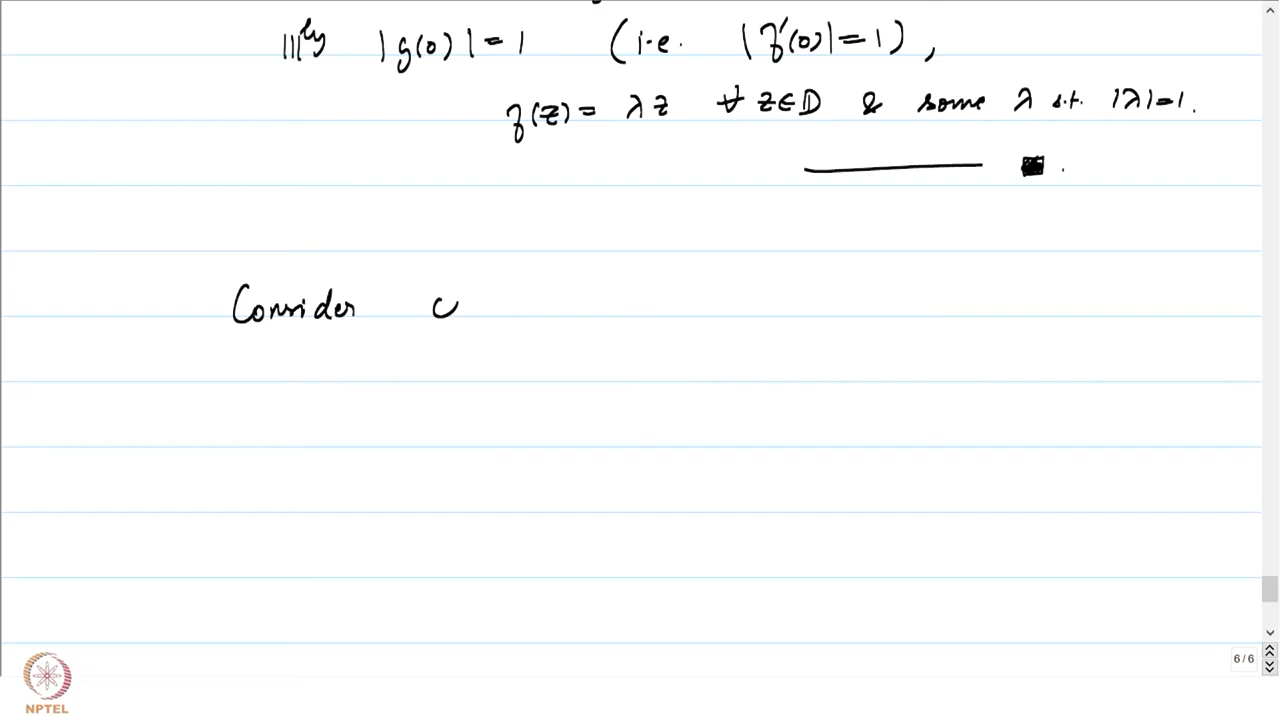 |||ly |g(0)| = 1 (i.e. |f'(0)| = 1),
f(z) = λz ∀ z ∈ 𝔻 & some λ s.t. |λ| = 1.
Consider
6 / 6
NPTEL